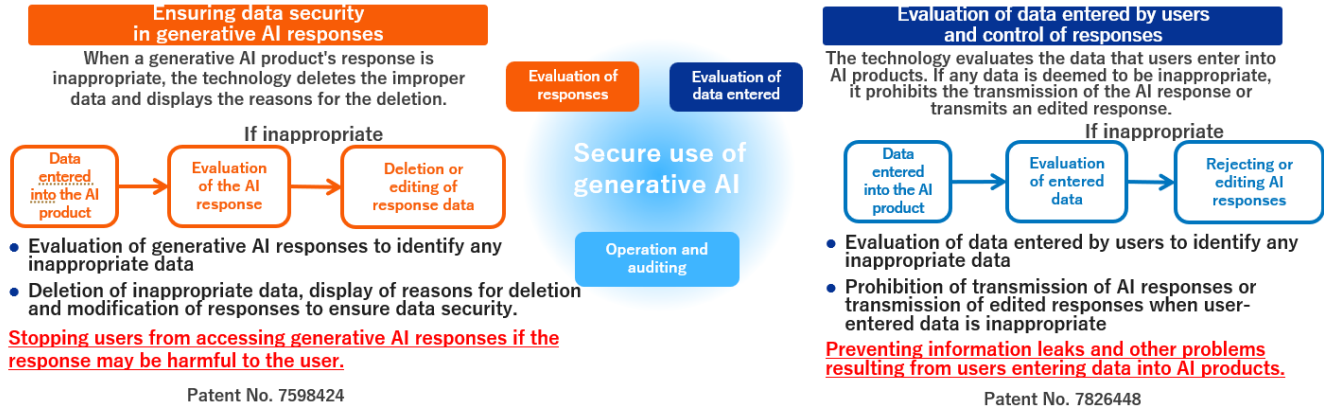 Ensuring data security
in generative AI responses
When a generative AI product's response is
inappropriate, the technology deletes the improper
data and displays the reasons for the deletion.
If inappropriate
Data
entered
into the AI
product
Evaluation
of the AI
response
Deletion or
editing of
response data
● Evaluation of generative AI responses to identify any
inappropriate data
● Deletion of inappropriate data, display of reasons for deletion
and modification of responses to ensure data security.
Stopping users from accessing generative AI responses if the
response may be harmful to the user.
Patent No. 7598424
Evaluation of
responses
Evaluation of
data entered
Secure use of
generative AI
Operation and
auditing
Evaluation of data entered by users
and control of responses
The technology evaluates the data that users enter into
AI products. If any data is deemed to be inappropriate,
it prohibits the transmission of the AI response or
transmits an edited response.
If inappropriate
Data
entered
into the AI
product
Evaluation
of entered
data
Rejecting or
editing AI
responses
● Evaluation of data entered by users to identify any
inappropriate data
● Prohibition of transmission of AI responses or
transmission of edited responses when user-
entered data is inappropriate
Preventing information leaks and other problems
resulting from users entering data into AI products.
Patent No. 7826448